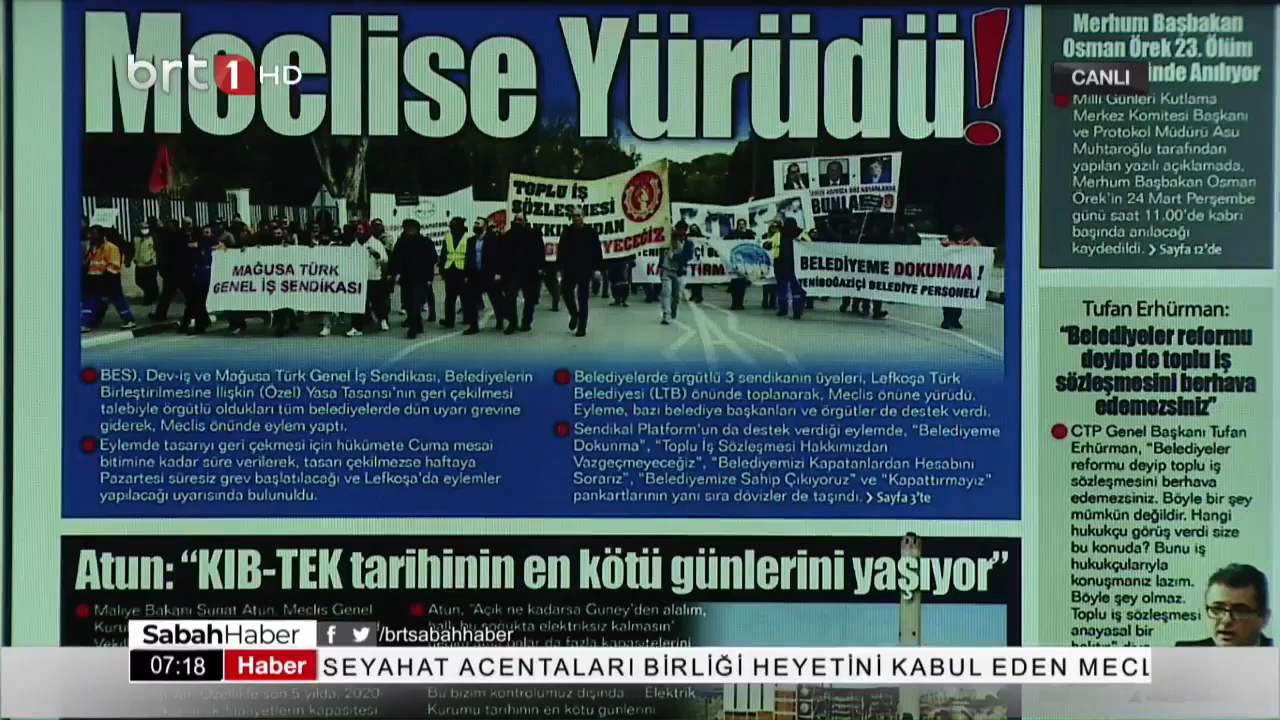 Meclise Yürüdü!
brt 1 HD
TOPLU İŞ
SÖZLEŞMESİ
BUNLAR
MAĞUSA TÜRK
GENEL İŞ SENDİKASI
BELEDİYEME DOKUNMA !
YENİBOĞAZİÇİ BELEDİYE PERSONELİ
BES), Dev-iş ve Mağusa Türk Genel İş Sendikası, Belediyelerin
Birleştirilmesine İlişkin (Özel) Yasa Tasarısı'nın geri çekilmesi
talebiyle örgütlü oldukları tüm belediyelerde dün uyarı grevine
giderek, Meclis önünde eylem yaptı.
Eylemde tasarıyı geri çekmesi için hükümete Cuma mesai
bitimine kadar süre verilerek, tasarı çekilmezse haftaya
Pazartesi süresiz grev başlatılacağı ve Lefkoşa'da eylemler
yapılacağı uyarısında bulunuldu.
Belediyelerde örgütlü 3 sendikanın üyeleri, Lefkoşa Türk
Belediyesi (LTB) önünde toplanarak, Meclis önüne yürüdü.
Eyleme, bazı belediye başkanları ve örgütler de destek verdi.
Sendikal Platform'un da destek verdiği eylemde, "Belediyeme
Dokunma", "Toplu İş Sözleşmesi Hakkımızdan
Vazgeçmeyeceğiz", "Belediyemizi Kapatanlardan Hesabını
Sorarız", "Belediyemize Sahip Çıkıyoruz" ve "Kapattırmayız"
pankartlarının yanı sıra dövizler de taşındı. Sayfa 3'te
Merhum Başbakan
Osman Örek 23. Ölüm
Anılıyor
CANLI
Milli Günleri Kutlama
Merkez Komitesi Başkanı
ve Protokol Müdürü Asu
Muhtaroğlu tarafından
yapılan yazılı açıklamada,
Merhum Başbakan Osman
Örek'in 24 Mart Perşembe
günü saat 11.00'de kabri
başında anılacağı
kaydedildi. Sayfa 12'de
Tufan Erhürman:
"Belediyeler reformu
deyip de toplu iş
sözleşmesini berhava
edemezsiniz"
CTP Genel Başkanı Tufan
Erhürman, "Belediyeler
reformu deyip toplu iş
sözleşmesini berhava
edemezsiniz. Böyle bir şey
mümkün değildir. Hangi
hukukçu görüş verdi size
bu konuda? Bunu iş
hukukçularıyla
konuşmanız lazım.
Böyle şey olmaz.
Toplu iş sözleşmesi
anayasal bir
Atun: "KIB-TEK tarihinin en kötü günlerini yaşıyor"
Maliye Bakanı Sunat Atun, Meclis Genel
Atun, "Açık ne kadarsa Güney'den alalım,
SabahHaber
/brtsabahhaber
07:18 Haber SEYAHAT ACENTALARI BİRLİĞİ HEYETİNİ KABUL EDEN MECL
Özellikle son 5 yılda, 2020-
Bu bizim kontrolümüz dışında. Elektrik
Kurumu tarihinin en kötü günlerini